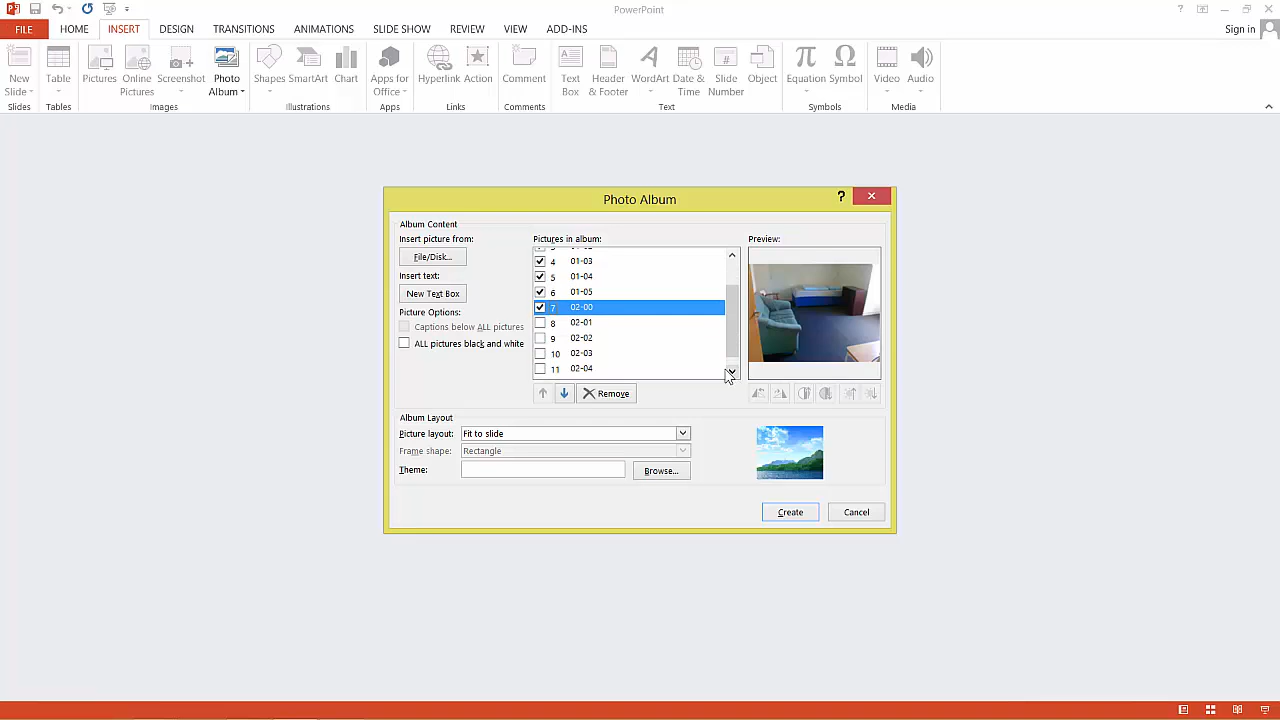 PowerPoint
?
FILE HOME INSERT DESIGN TRANSITIONS ANIMATIONS SLIDE SHOW REVIEW VIEW ADD-INS Sign in
New Slide
Table
Pictures
Online Pictures
Screenshot
Photo Album
Shapes
SmartArt
Chart
Apps for Office
Hyperlink
Action
Comment
Text Box
Header & Footer
WordArt
Date & Time
Slide Number
Object
Equation
Symbol
Video
Audio
Slides Tables Images Illustrations Apps Links Comments Text Symbols Media
Photo Album
?
Album Content
Insert picture from:
File/Disk...
Insert text:
New Text Box
Picture Options:
Captions below ALL pictures
ALL pictures black and white
Pictures in album:
4 01-03
5 01-04
6 01-05
7 02-00
8 02-01
9 02-02
10 02-03
11 02-04
Remove
Preview:
Album Layout
Picture layout: Fit to slide
Frame shape: Rectangle
Theme: Browse...
Create Cancel